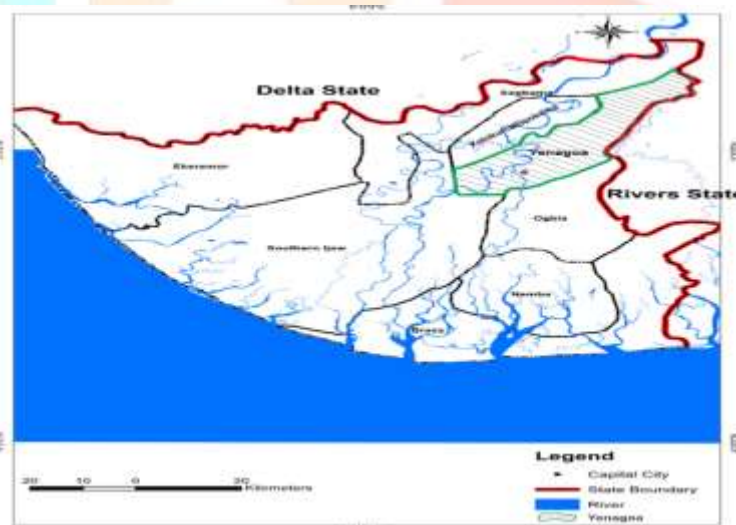 Delta State
Yenagoa
Ekeremor
Rivers State
Ogbia
Southern Ijaw
Nembe
Brass
Legend
Capital City
State Boundary
River
Yenagoa
20 10 0 20 Kilometers